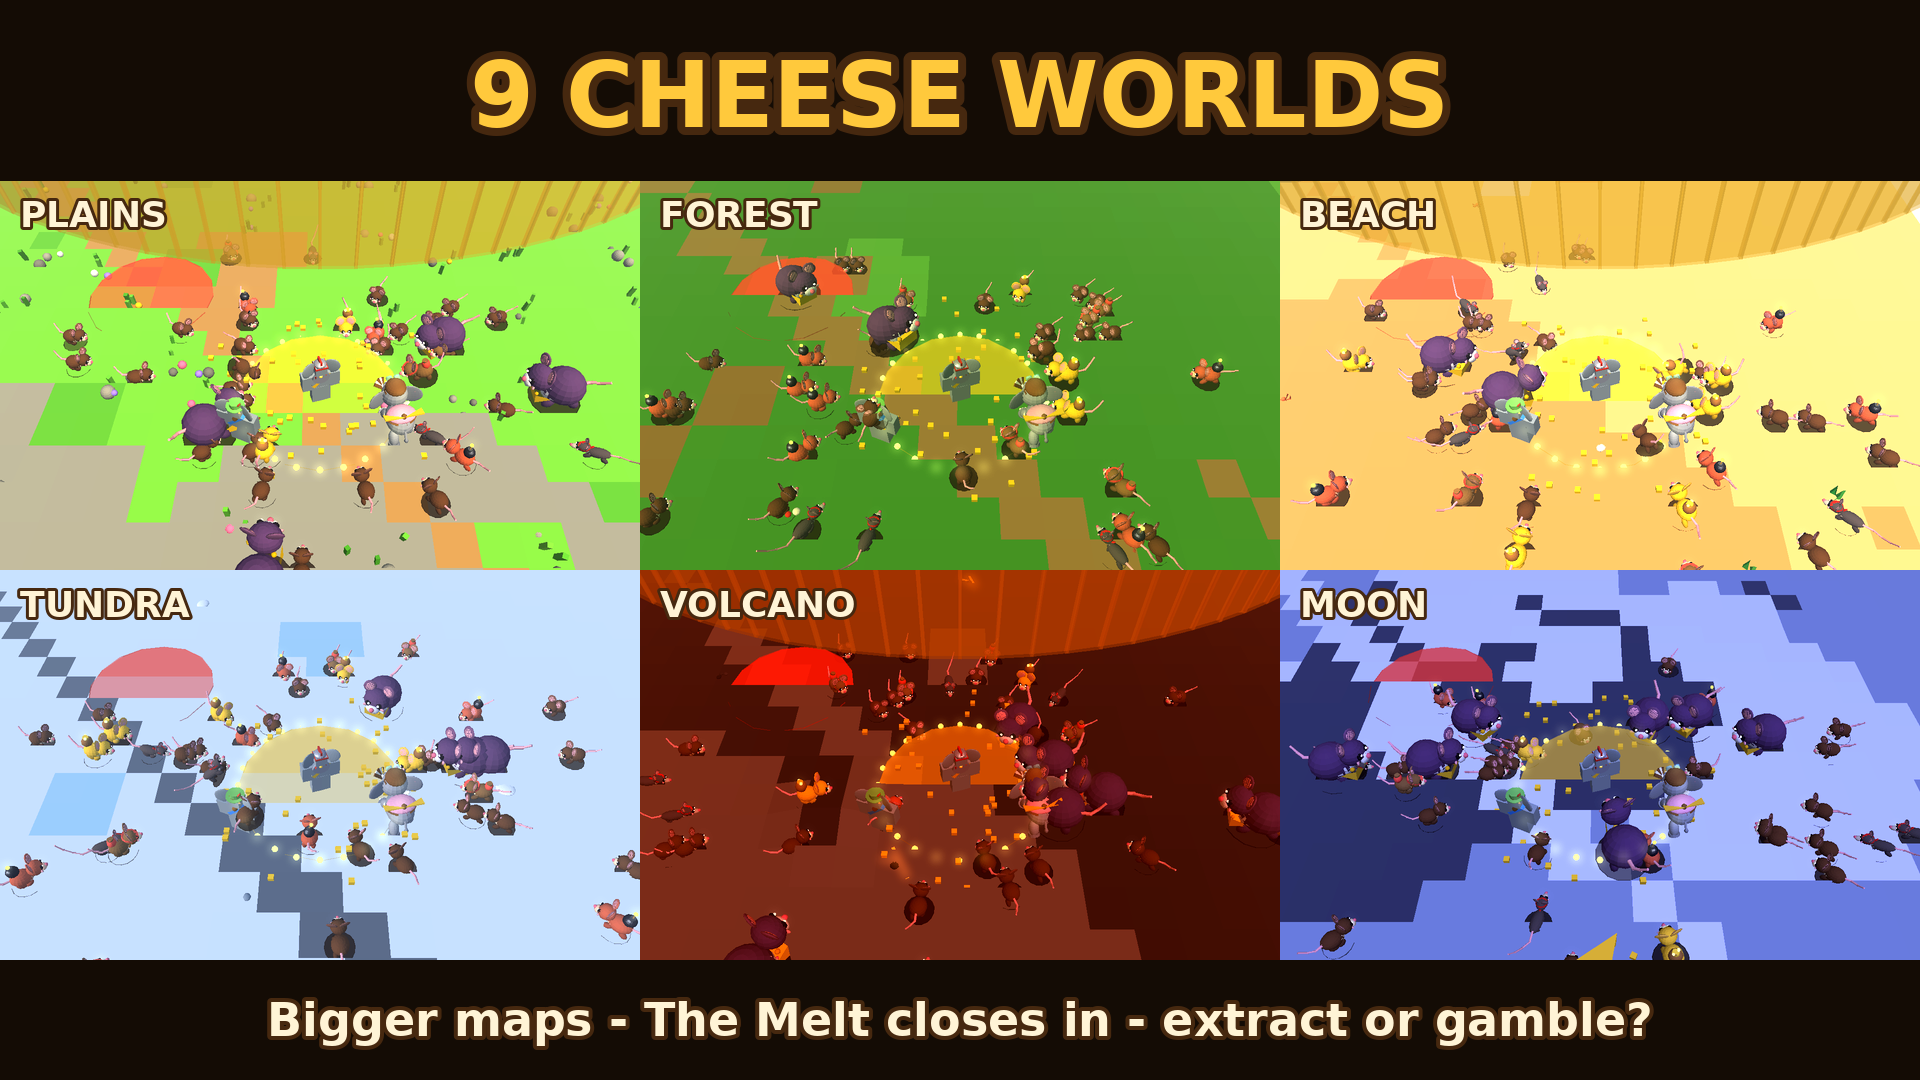 9 CHEESE WORLDS
PLAINS
FOREST
BEACH
TUNDRA
VOLCANO
MOON
Bigger maps - The Melt closes in - extract or gamble?